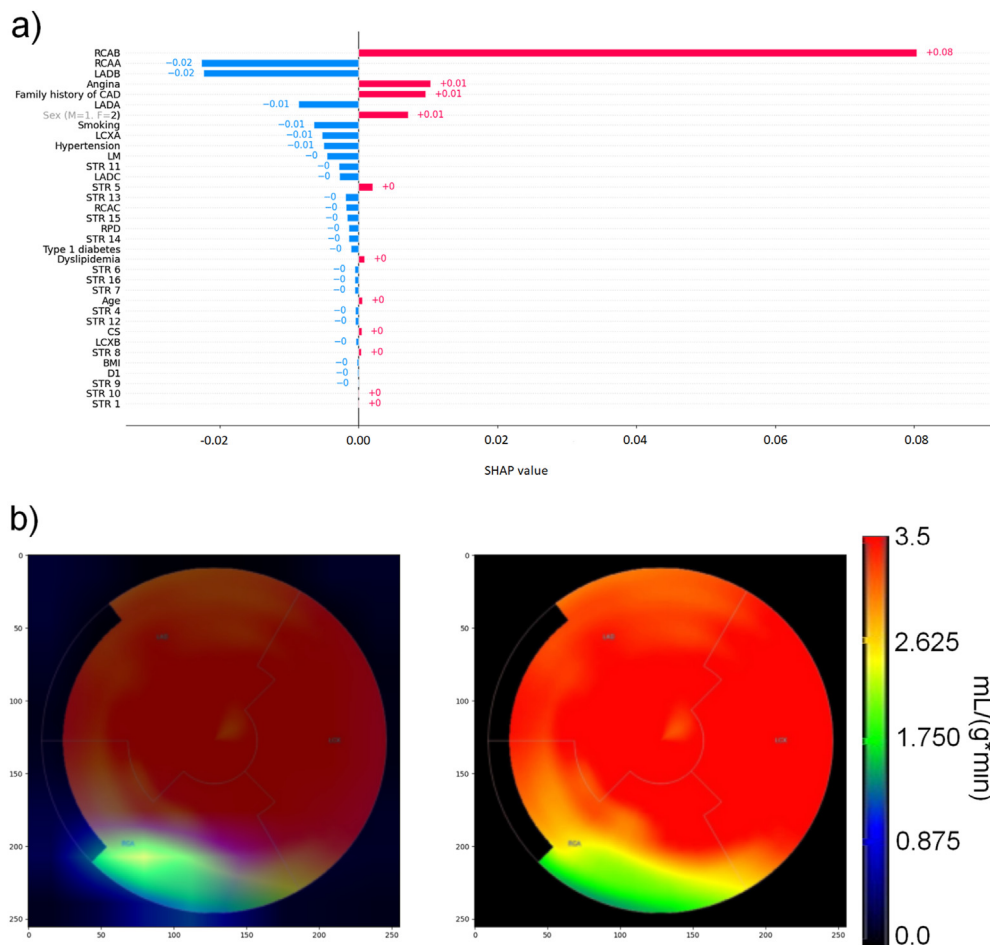 a)
RCAB +0.08
RCAA −0.02
LADB −0.02
Angina +0.01
Family history of CAD +0.01
LADA −0.01
Sex (M=1. F=2) +0.01
Smoking −0.01
LCXA −0.01
Hypertension −0.01
LM −0
STR 11 −0
LADC −0
STR 5 +0
STR 13 −0
RCAC −0
STR 15 −0
RPD −0
STR 14 −0
Type 1 diabetes −0
Dyslipidemia +0
STR 6 −0
STR 16 −0
STR 7 −0
Age +0
STR 4 −0
STR 12 −0
CS +0
LCXB −0
STR 8 +0
BMI −0
D1 −0
STR 9 −0
STR 10 +0
STR 1 +0
-0.02 0.00 0.02 0.04 0.06 0.08
SHAP value
b)
0
50
100
150
200
250
0 50 100 150 200 250
LAD
RCA
0
50
100
150
200
250
0 50 100 150 200 250
LAD
RCA
3.5
2.625
1.750
0.875
0.0
mL/(g*min)